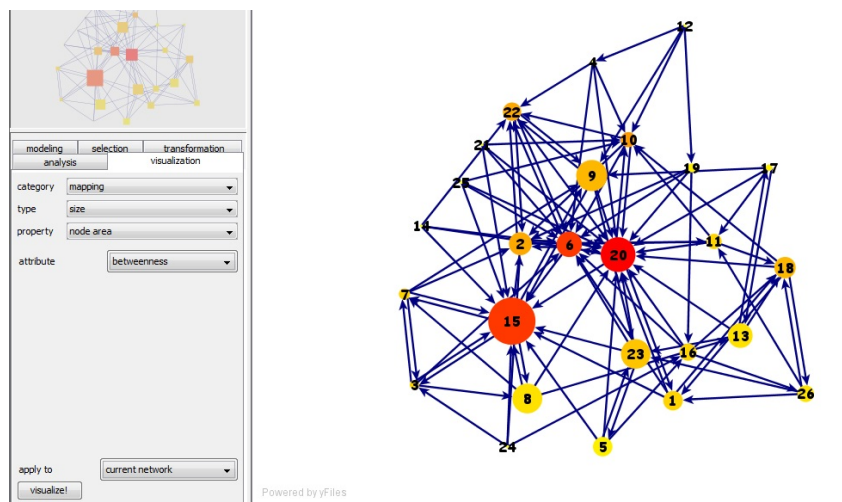 modeling selection transformation
analysis visualization
category mapping
type size
property node area
attribute betweenness
apply to current network
visualize!
12
4
22
10
21
9
25
19
17
14
2
6
20
11
18
7
15
13
23
16
3
8
1
26
24
5
Powered by yFiles